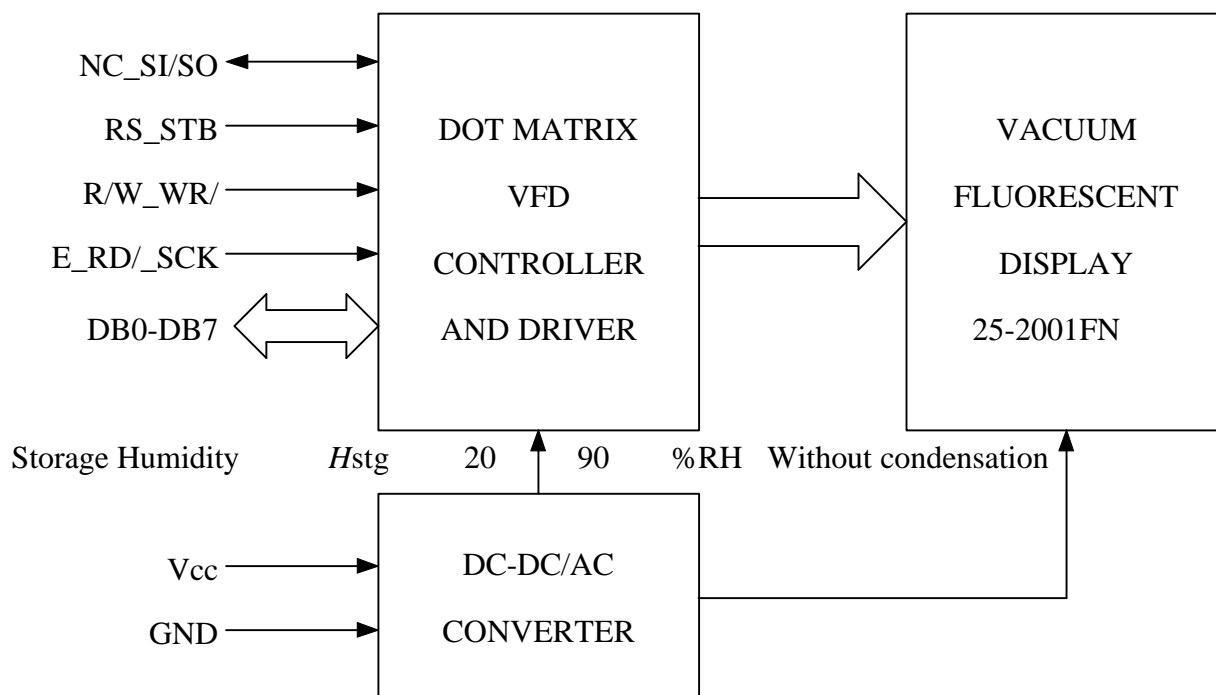 NC_SI/SO
RS_STB
R/W_WR/
E_RD/_SCK
DB0-DB7
DOT MATRIX
VFD
CONTROLLER
AND DRIVER
VACUUM
FLUORESCENT
DISPLAY
25-2001FN
Storage Humidity Hstg 20 90 %RH Without condensation
Vcc
GND
DC-DC/AC
CONVERTER